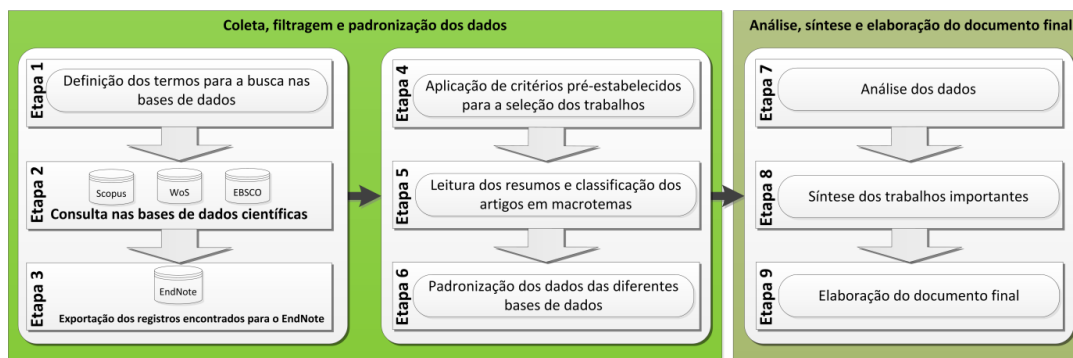 Coleta, filtragem e padronização dos dados
Etapa 1
Definição dos termos para a busca nas
bases de dados
Etapa 2
Scopus
WoS
EBSCO
Consulta nas bases de dados científicas
Etapa 3
EndNote
Exportação dos registros encontrados para o EndNote
Etapa 4
Aplicação de critérios pré-estabelecidos
para a seleção dos trabalhos
Etapa 5
Leitura dos resumos e classificação dos
artigos em macrotemas
Etapa 6
Padronização dos dados das diferentes
bases de dados
Análise, síntese e elaboração do documento final
Etapa 7
Análise dos dados
Etapa 8
Síntese dos trabalhos importantes
Etapa 9
Elaboração do documento final